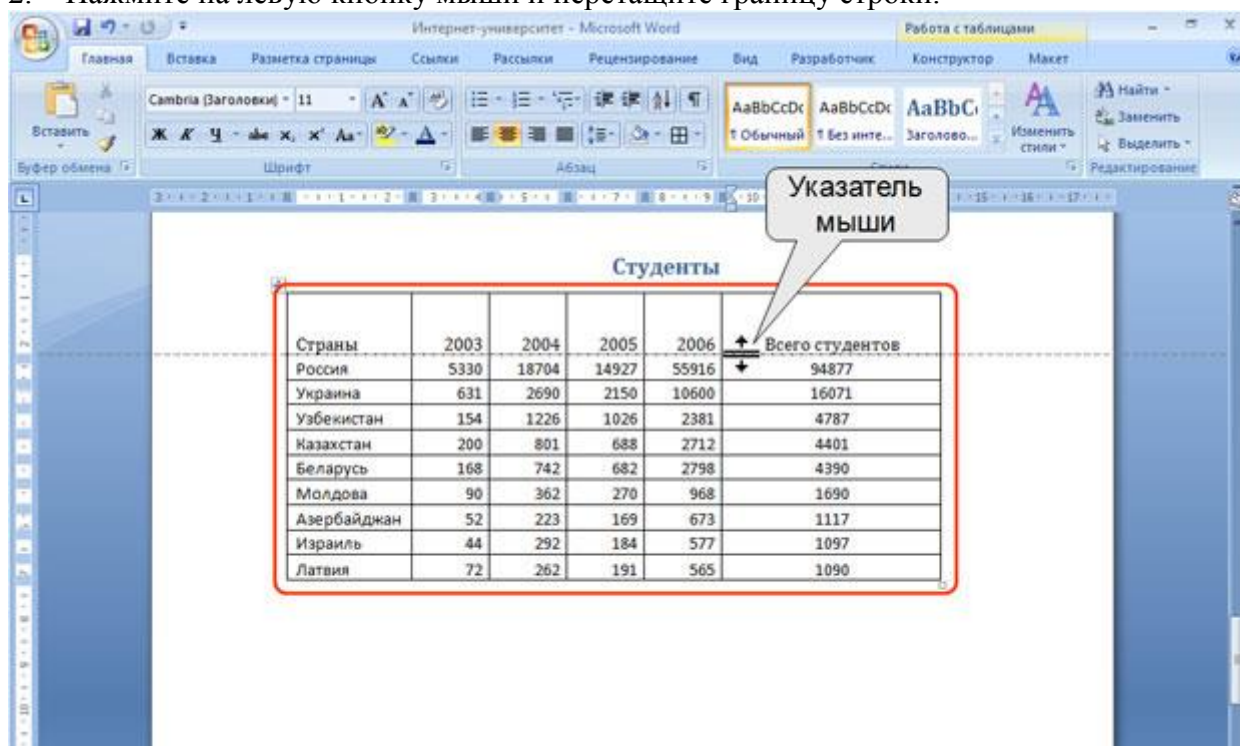 2. Нажмите на левую кнопку мыши и перетащите границу строки.
Интернет-университет - Microsoft Word
Работа с таблицами
Главная Вставка Разметка страницы Ссылки Рассылки Рецензирование Вид Разработчик Конструктор Макет
Вставить
Cambria (Заголовки) 11
Ж К Ч abc x, x' Aa
AaBbCcDc AaBbCcDc AaBbC
¶ Обычный ¶ Без инте... Заголово...
Изменить стили
Найти
Заменить
Выделить
Буфер обмена Шрифт Абзац Редактирование
Указатель
мыши
Студенты
Страны 2003 2004 2005 2006 Всего студентов
Россия 5330 18704 14927 55916 94877
Украина 631 2690 2150 10600 16071
Узбекистан 154 1226 1026 2381 4787
Казахстан 200 801 688 2712 4401
Беларусь 168 742 682 2798 4390
Молдова 90 362 270 968 1690
Азербайджан 52 223 169 673 1117
Израиль 44 292 184 577 1097
Латвия 72 262 191 565 1090